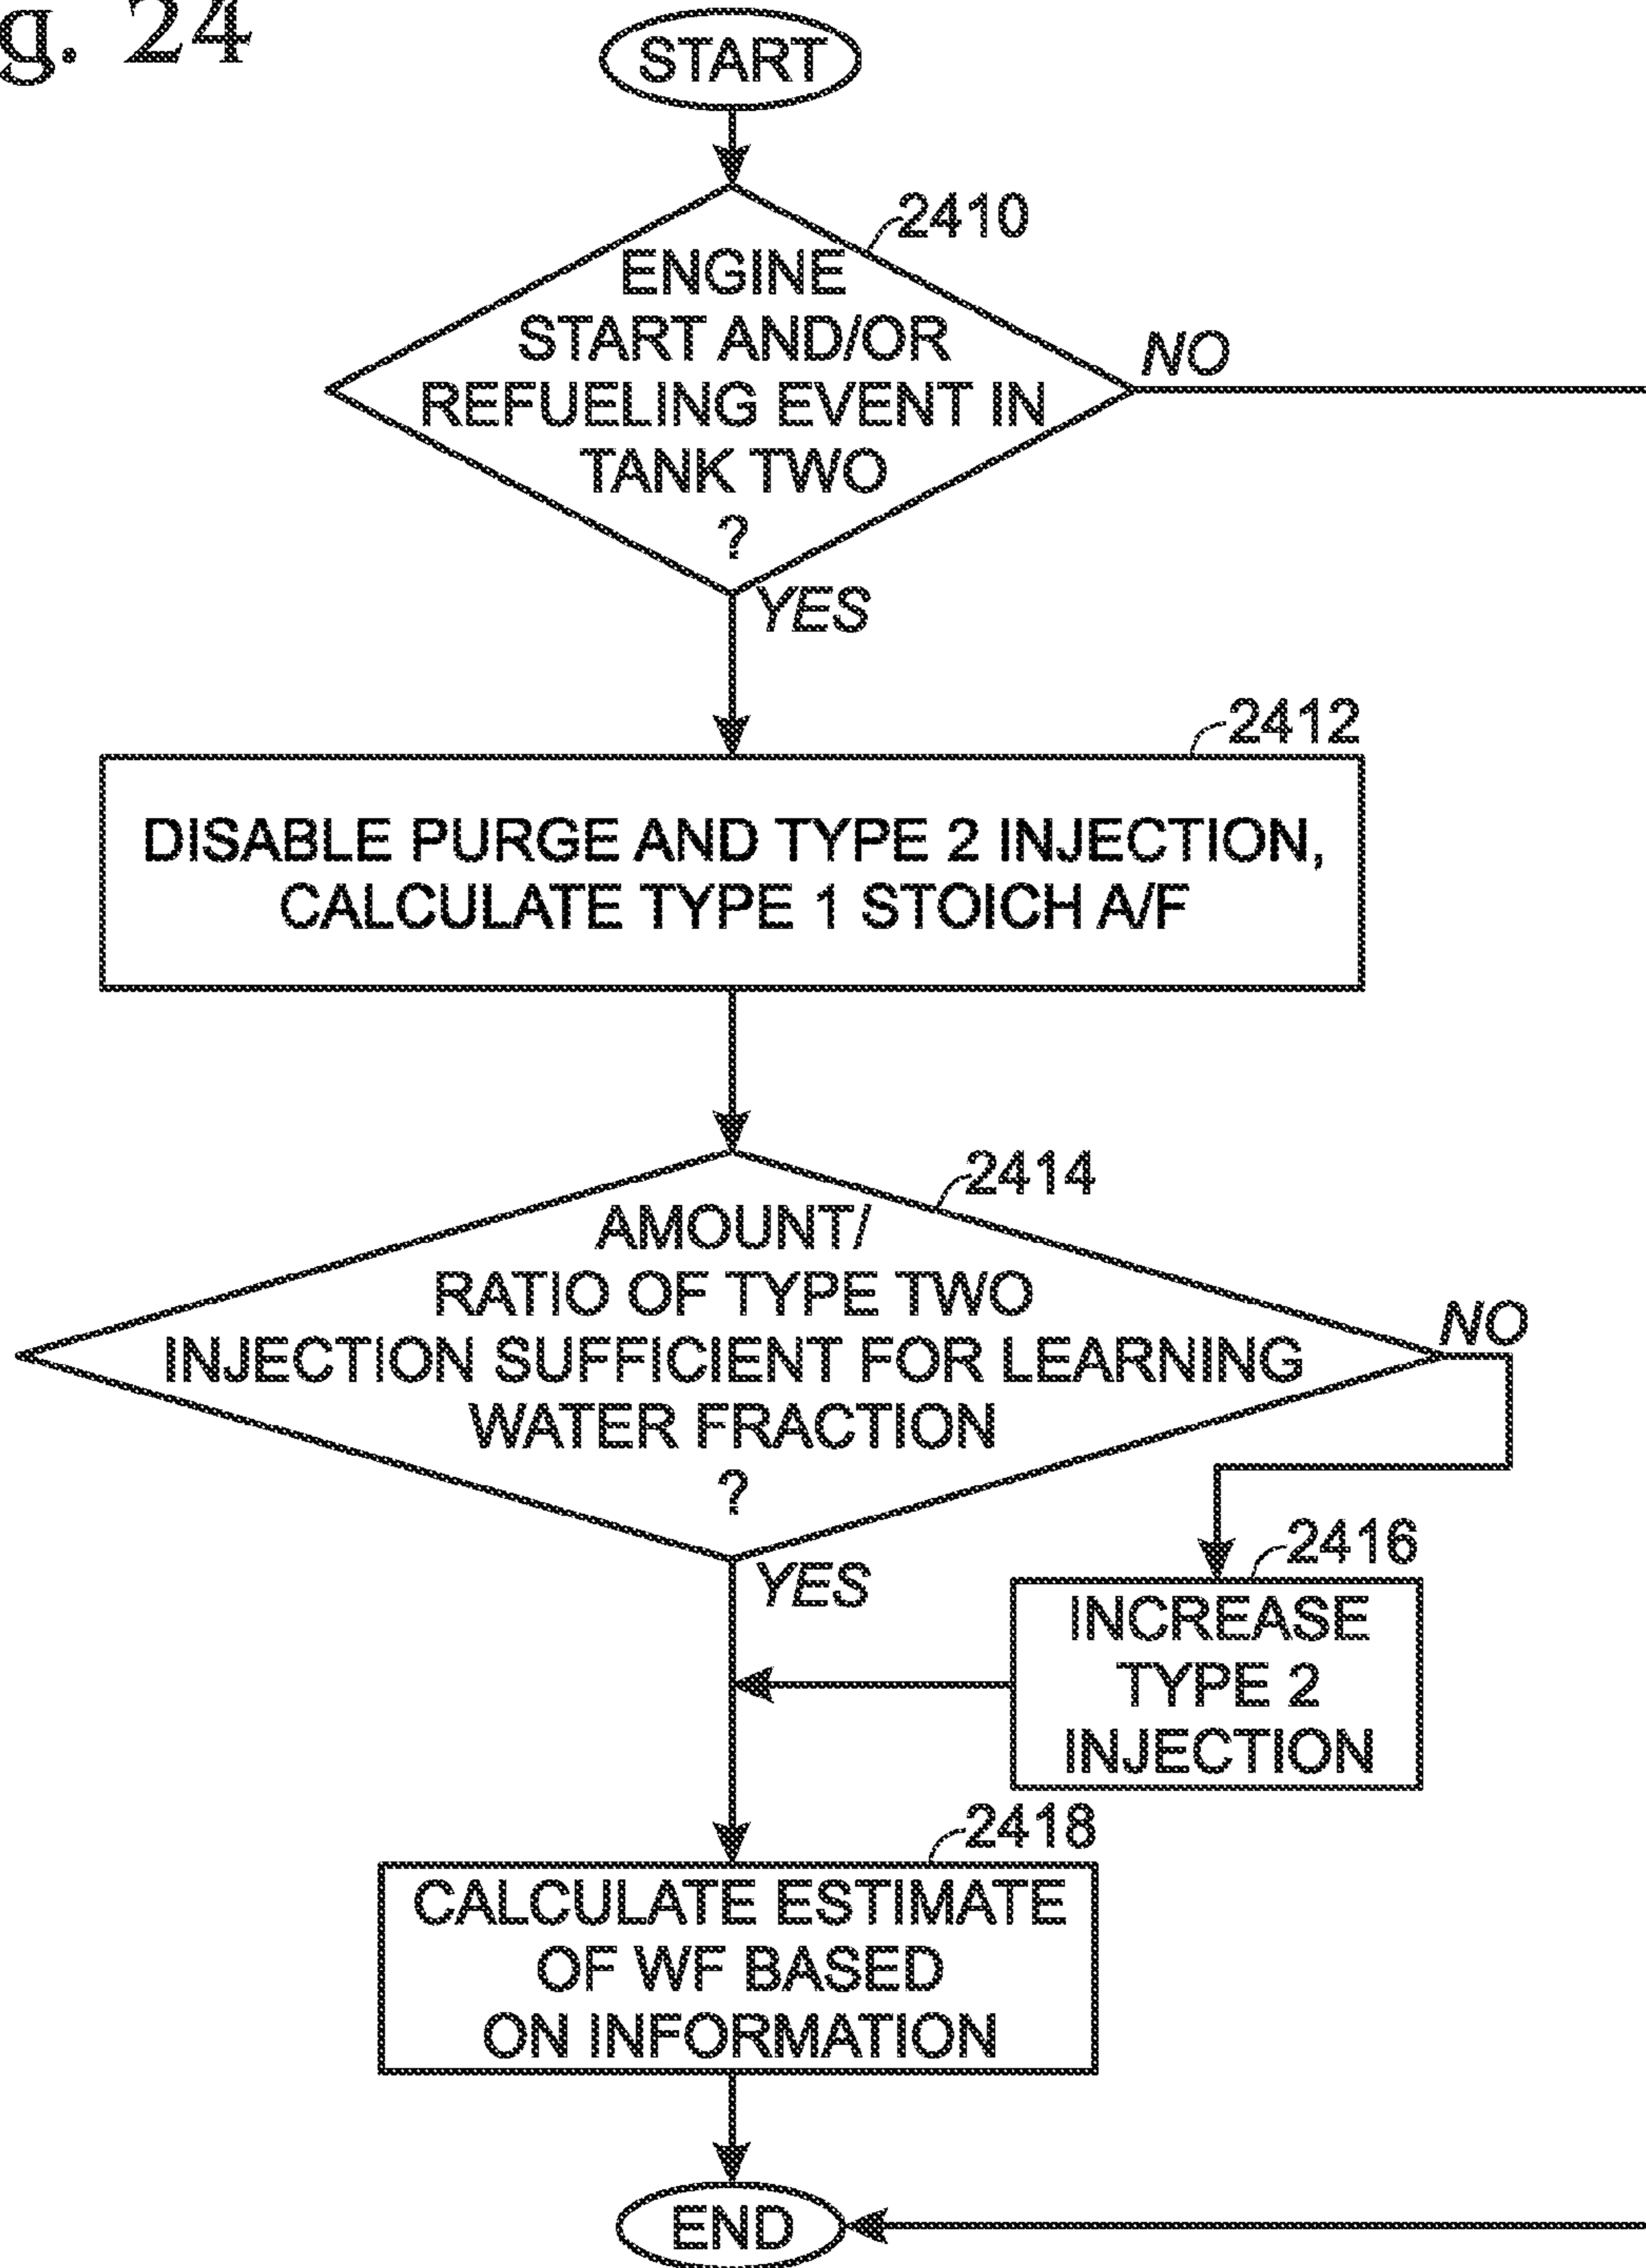 g. 24
START
2410
ENGINE
START AND/OR
REFUELING EVENT IN
TANK TWO
?
NO
YES
2412
DISABLE PURGE AND TYPE 2 INJECTION,
CALCULATE TYPE 1 STOICH A/F
2414
AMOUNT/
RATIO OF TYPE TWO
INJECTION SUFFICIENT FOR LEARNING
WATER FRACTION
?
NO
YES
2416
INCREASE
TYPE 2
INJECTION
2418
CALCULATE ESTIMATE
OF WF BASED
ON INFORMATION
END